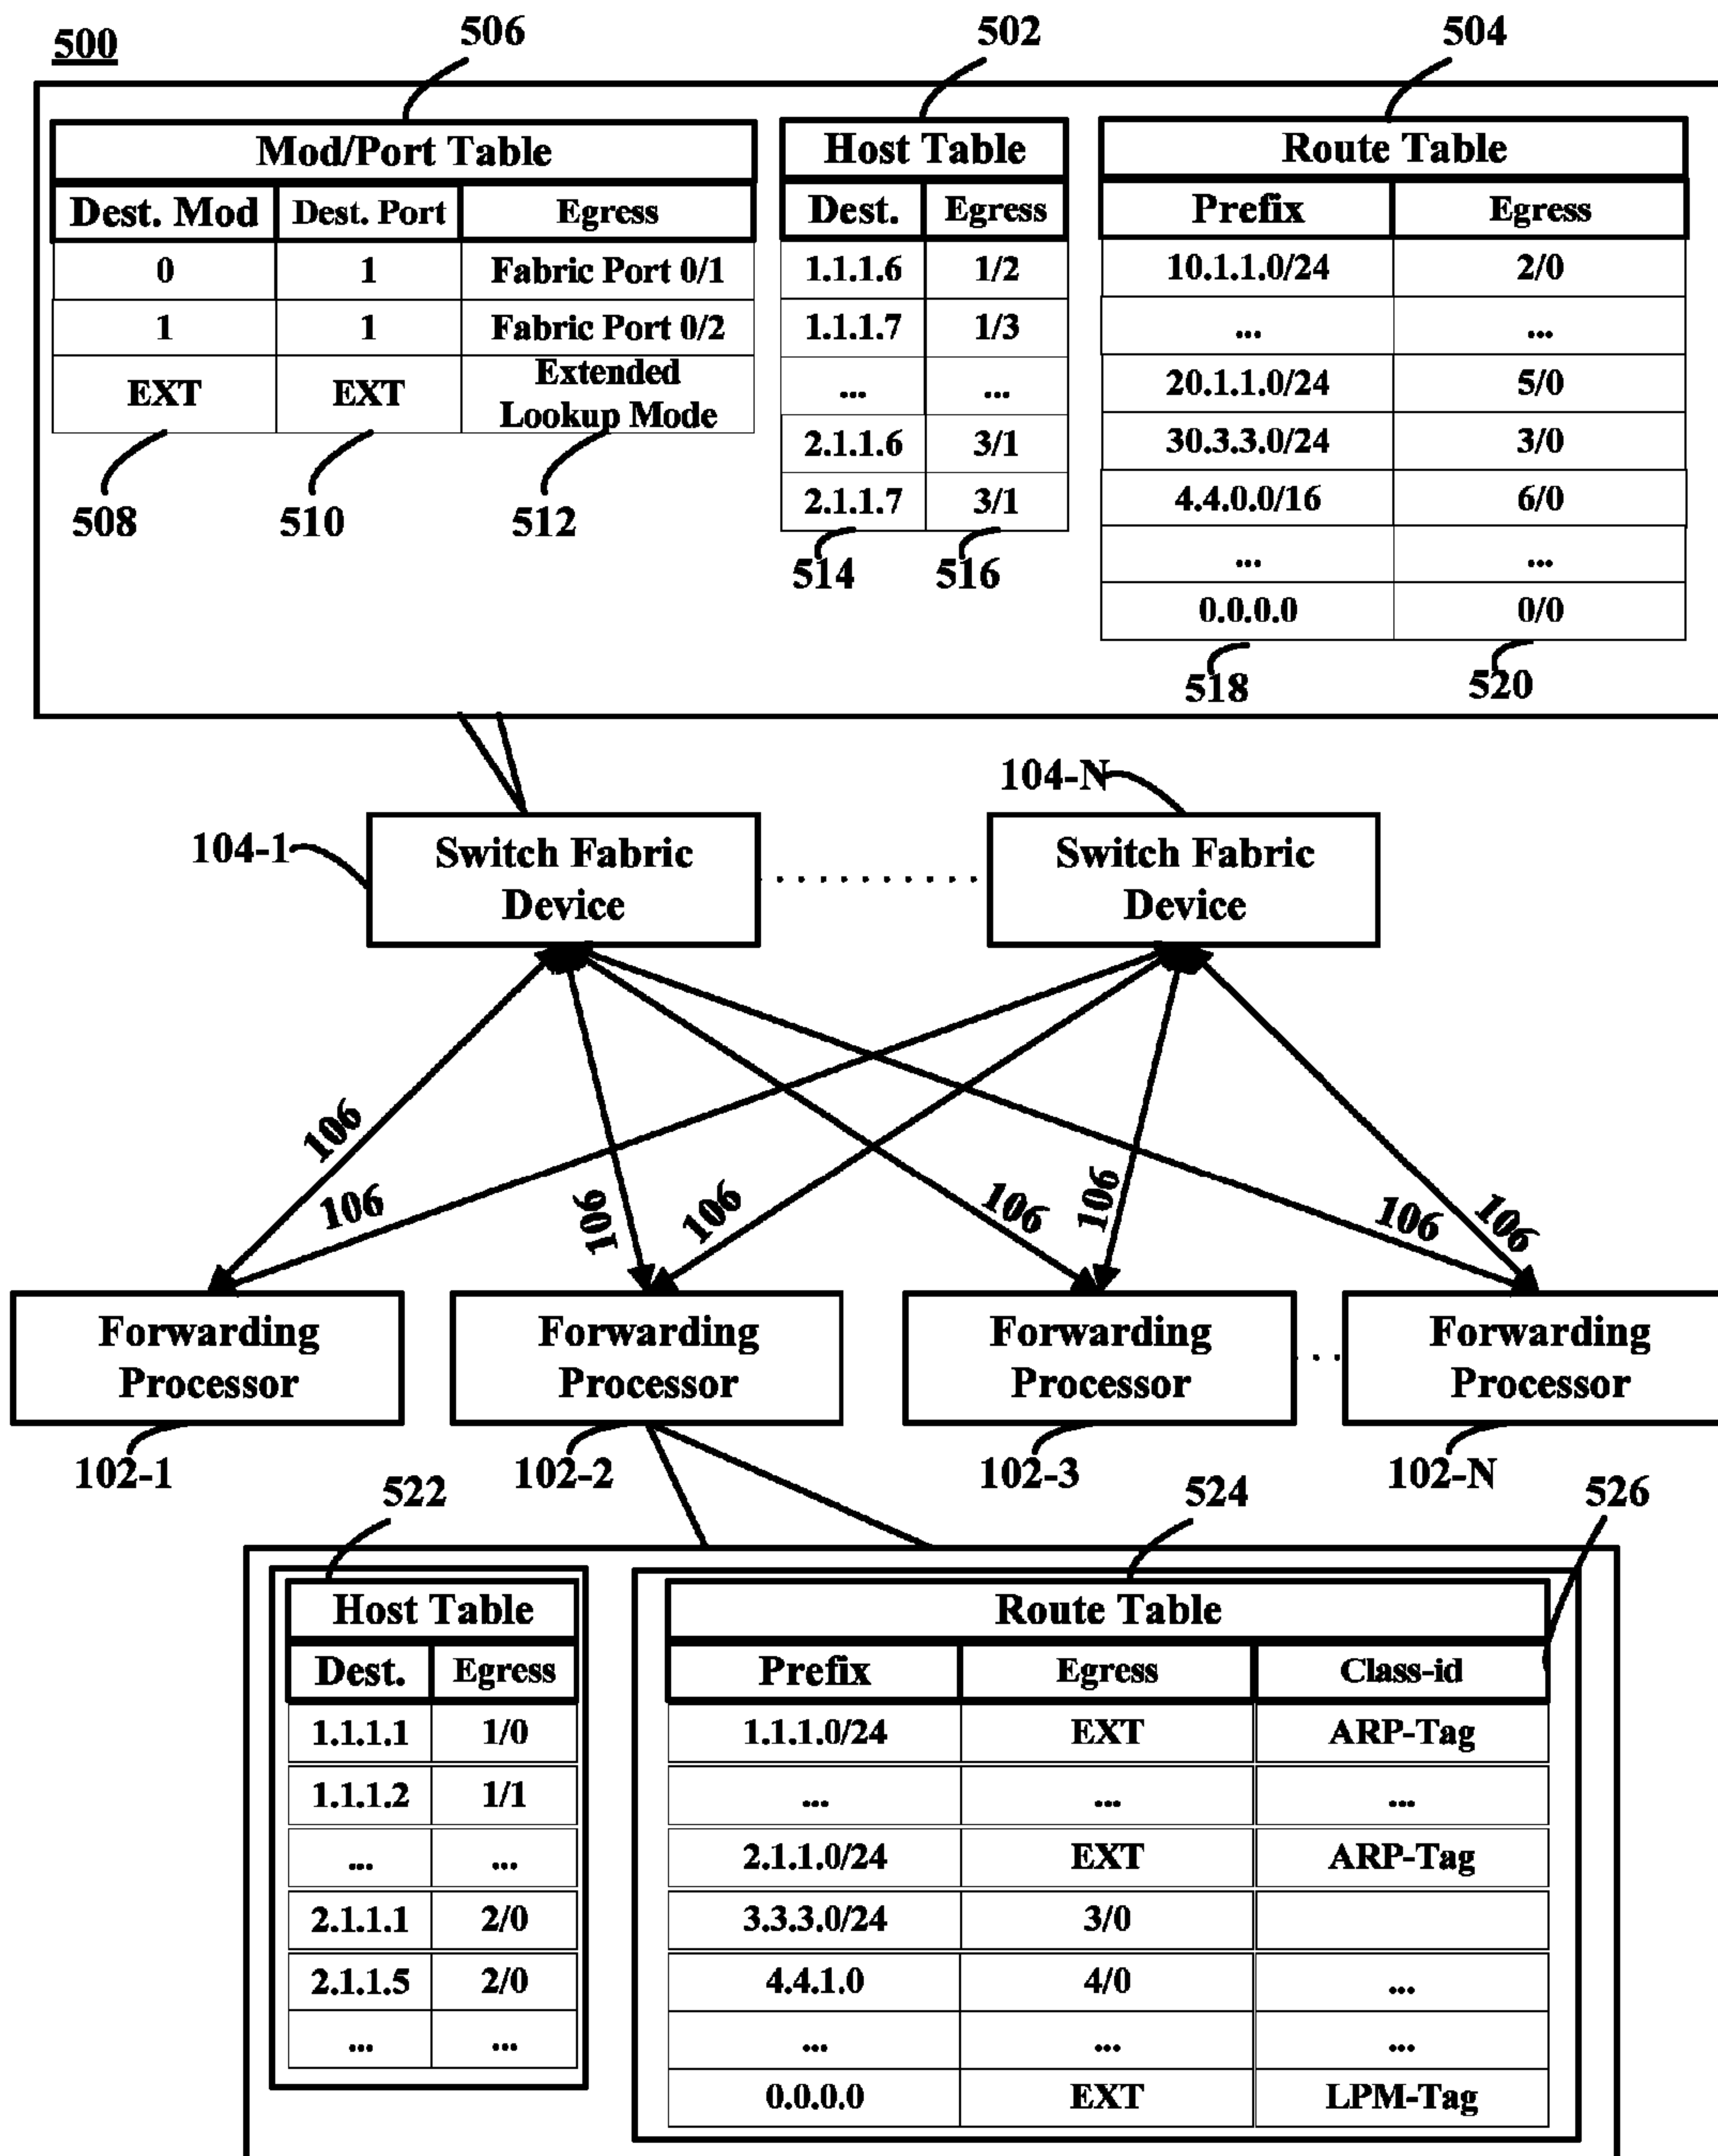 500
506
502
504
Mod/Port Table
Dest. Mod Dest. Port Egress
0 1 Fabric Port 0/1
1 1 Fabric Port 0/2
EXT EXT Extended
Lookup Mode
508 510 512
Host Table
Dest. Egress
1.1.1.6 1/2
1.1.1.7 1/3
... ...
2.1.1.6 3/1
2.1.1.7 3/1
514 516
Route Table
Prefix Egress
10.1.1.0/24 2/0
... ...
20.1.1.0/24 5/0
30.3.3.0/24 3/0
4.4.0.0/16 6/0
... ...
0.0.0.0 0/0
518 520
104-N
104-1
Switch Fabric
Device
Switch Fabric
Device
106
106
106
106
106
106
106
106
Forwarding
Processor
Forwarding
Processor
Forwarding
Processor
Forwarding
Processor
102-1
102-2
102-3
102-N
522
524
526
Host Table
Dest. Egress
1.1.1.1 1/0
1.1.1.2 1/1
... ...
2.1.1.1 2/0
2.1.1.5 2/0
... ...
Route Table
Prefix Egress Class-id
1.1.1.0/24 EXT ARP-Tag
... ... ...
2.1.1.0/24 EXT ARP-Tag
3.3.3.0/24 3/0
4.4.1.0 4/0 ...
... ... ...
0.0.0.0 EXT LPM-Tag